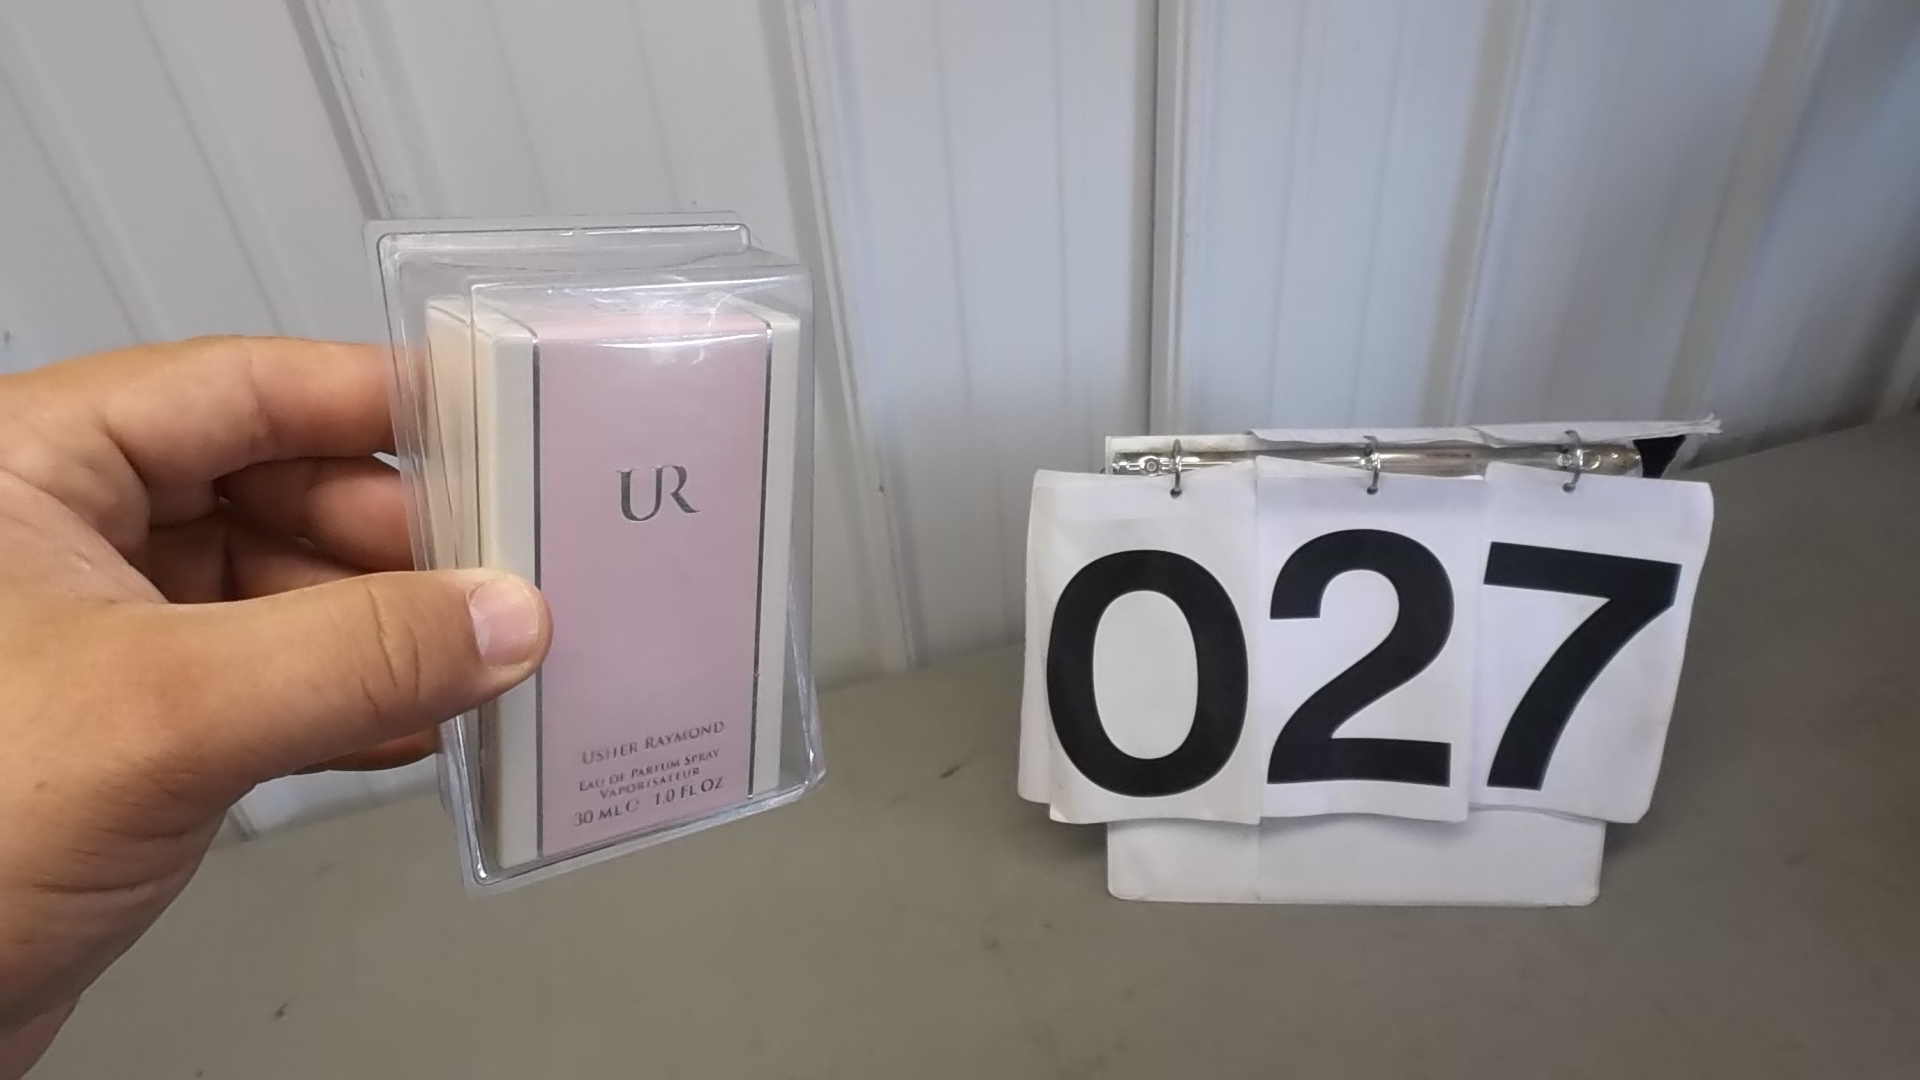 UR
USHER RAYMOND
EAU DE PARFUM SPRAY
VAPORISATEUR
30 ML ℮ 1.0 FL OZ
027